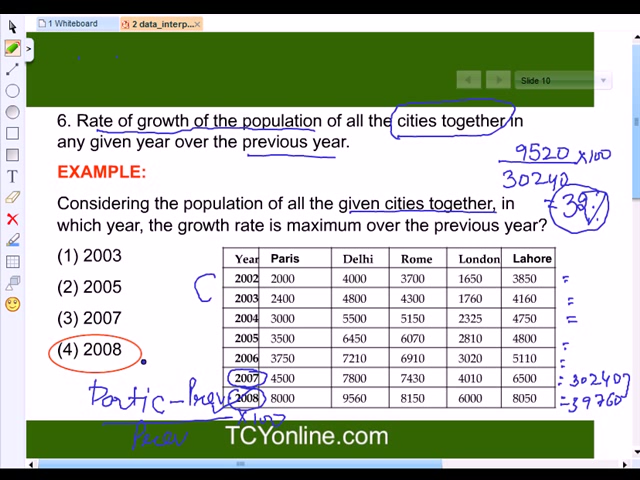 1 Whiteboard
2 data_interp...
Slide 10
6. Rate of growth of the population of all the cities together in
any given year over the previous year.
9520 ×100
30240
= 32%
EXAMPLE:
Considering the population of all the given cities together, in
which year, the growth rate is maximum over the previous year?
(1) 2003
(2) 2005
(3) 2007
(4) 2008
C
Year Paris Delhi Rome London Lahore
2002 2000 4000 3700 1650 3850 =
2003 2400 4800 4300 1760 4160 =
2004 3000 5500 5150 2325 4750 =
2005 3500 6450 6070 2810 4800 =
2006 3750 7210 6910 3020 5110 =
2007 4500 7800 7430 4010 6500 = 30240
2008 8000 9560 8150 6000 8050 = 39760
×100
TCYonline.com